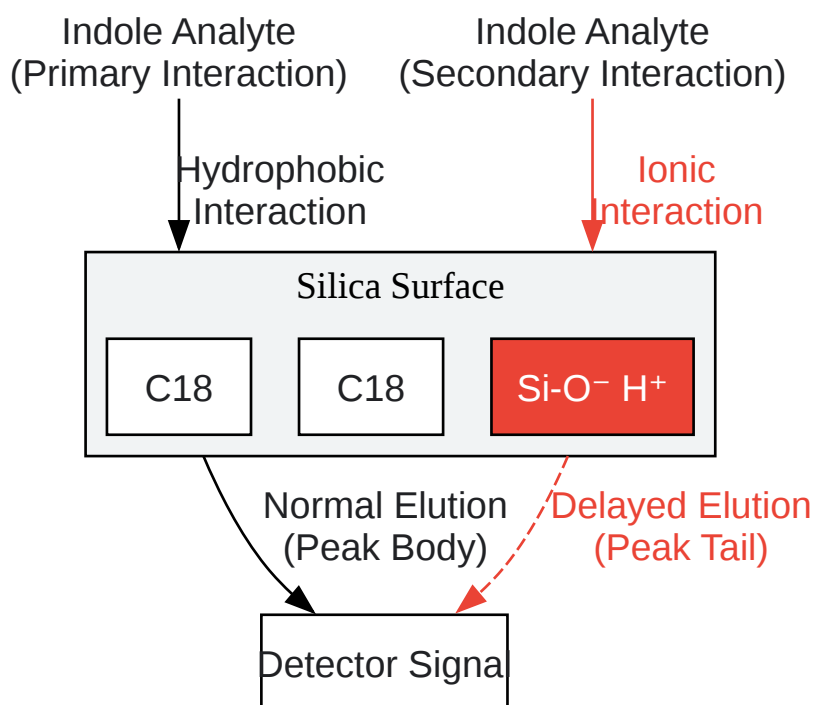 Indole Analyte
(Primary Interaction)
Indole Analyte
(Secondary Interaction)
Hydrophobic
Interaction
Ionic
Interaction
Silica Surface
C18
C18
Si-O⁻ H⁺
Normal Elution
(Peak Body)
Delayed Elution
(Peak Tail)
Detector Signal